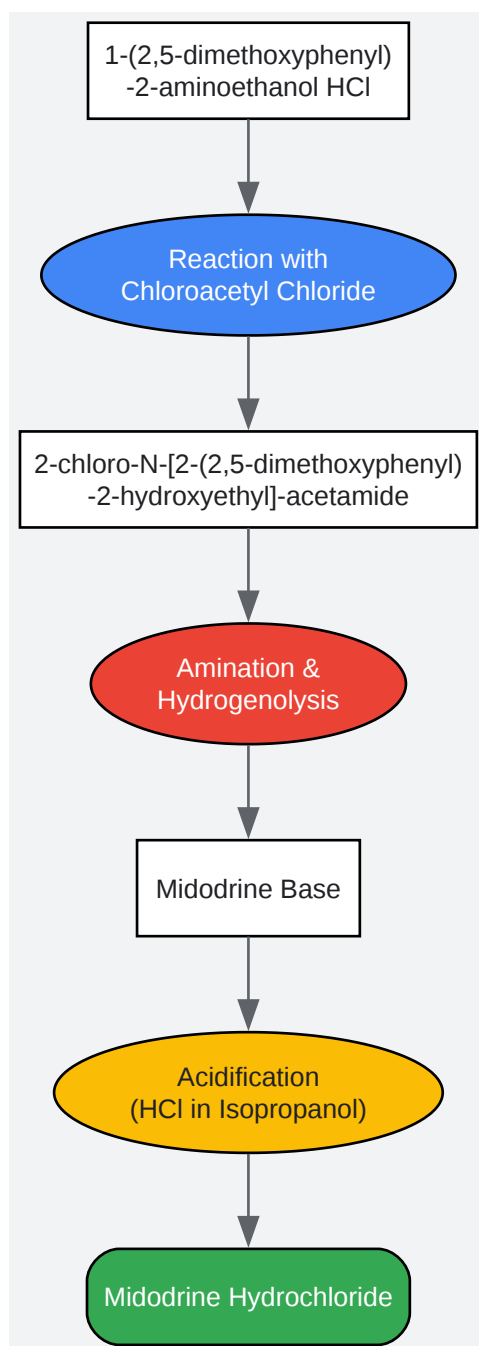 1-(2,5-dimethoxyphenyl)
-2-aminoethanol HCl
Reaction with
Chloroacetyl Chloride
2-chloro-N-[2-(2,5-dimethoxyphenyl)
-2-hydroxyethyl]-acetamide
Amination &
Hydrogenolysis
Midodrine Base
Acidification
(HCl in Isopropanol)
Midodrine Hydrochloride